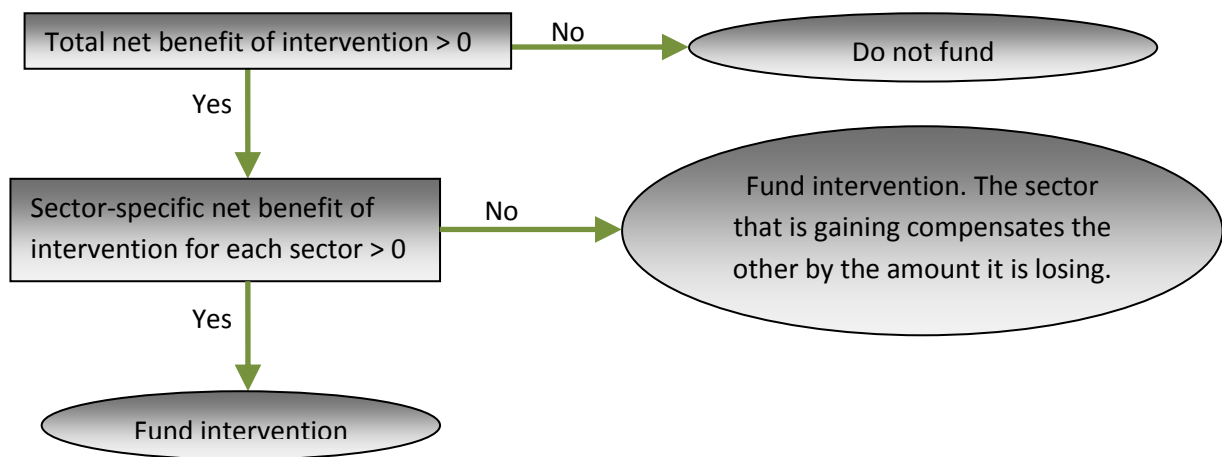 Total net benefit of intervention > 0
No
Do not fund
Yes
Sector-specific net benefit of
intervention for each sector > 0
No
Fund intervention. The sector
that is gaining compensates the
other by the amount it is losing.
Yes
Fund intervention